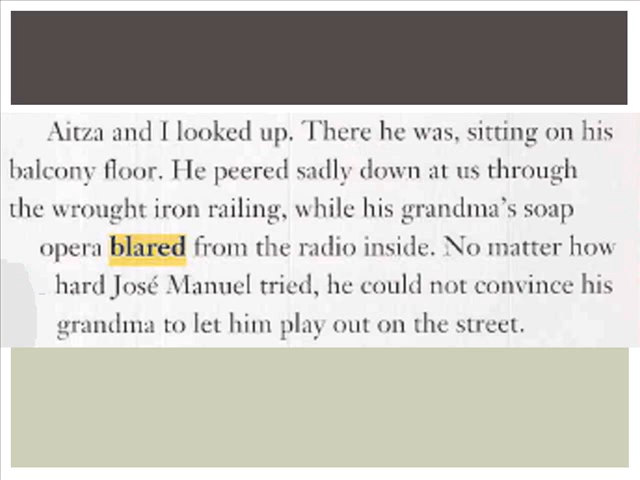 Aitza and I looked up. There he was, sitting on his
balcony floor. He peered sadly down at us through
the wrought iron railing, while his grandma's soap
opera blared from the radio inside. No matter how
hard José Manuel tried, he could not convince his
grandma to let him play out on the street.